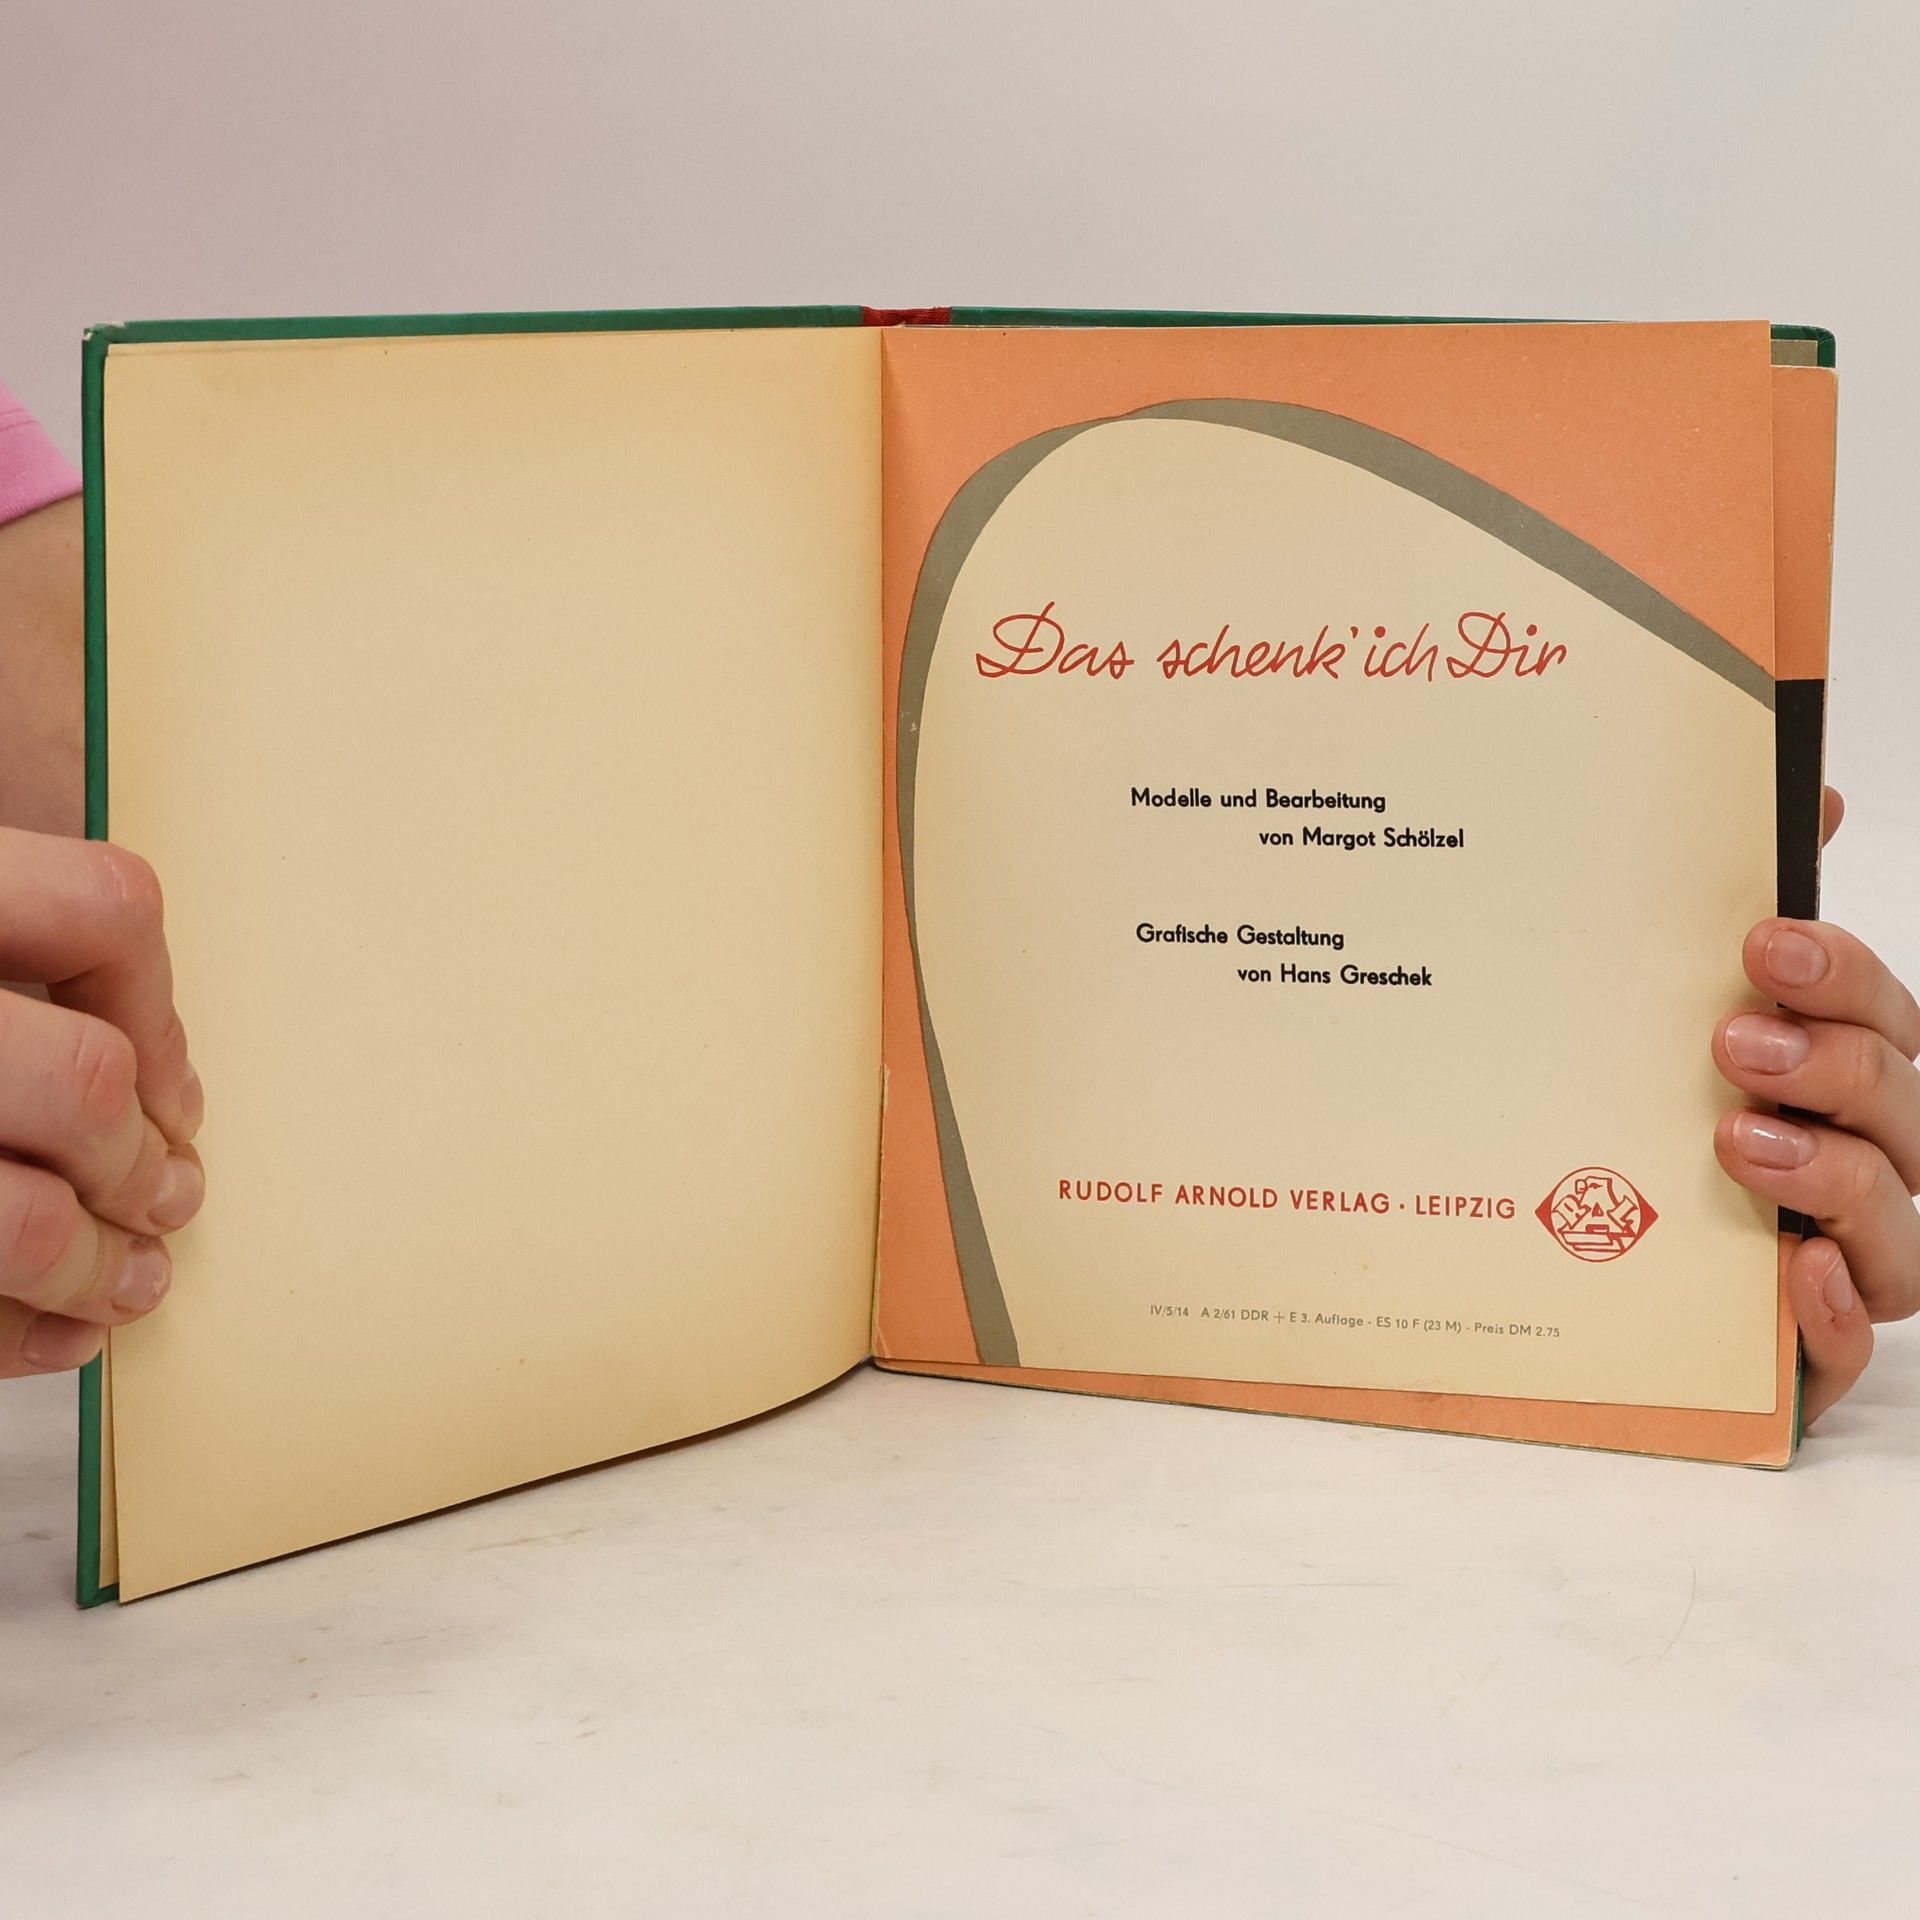 Das schenk' ich Dir
Modelle und Bearbeitung
von Margot Schölzel
Grafische Gestaltung
von Hans Greschek
RUDOLF ARNOLD VERLAG · LEIPZIG
IV/5/14 A 2/61 DDR + E 3. Auflage - ES 10 F (23 M) - Preis DM 2.75